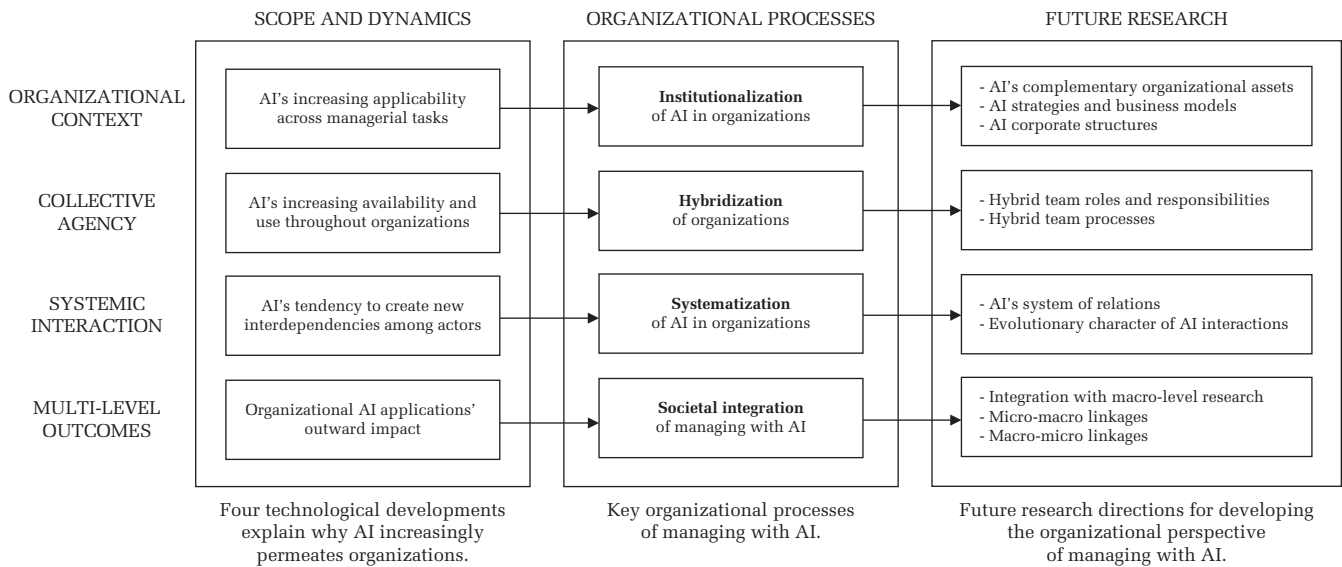 SCOPE AND DYNAMICS
ORGANIZATIONAL PROCESSES
FUTURE RESEARCH
ORGANIZATIONAL
CONTEXT
AI’s increasing applicability
across managerial tasks
Institutionalization
of AI in organizations
- AI’s complementary organizational assets
- AI strategies and business models
- AI corporate structures
COLLECTIVE
AGENCY
AI’s increasing availability and
use throughout organizations
Hybridization
of organizations
- Hybrid team roles and responsibilities
- Hybrid team processes
SYSTEMIC
INTERACTION
AI’s tendency to create new
interdependencies among actors
Systematization
of AI in organizations
- AI’s system of relations
- Evolutionary character of AI interactions
MULTI-LEVEL
OUTCOMES
Organizational AI applications’
outward impact
Societal integration
of managing with AI
- Integration with macro-level research
- Micro-macro linkages
- Macro-micro linkages
Four technological developments
explain why AI increasingly
permeates organizations.
Key organizational processes
of managing with AI.
Future research directions for developing
the organizational perspective
of managing with AI.